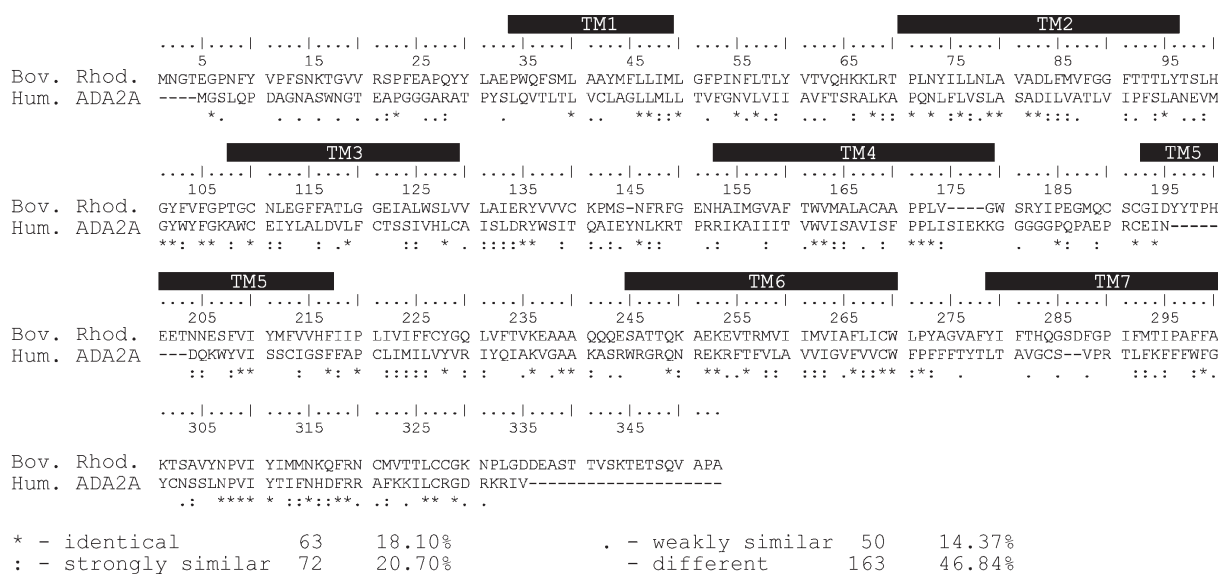 TM1 TM2
....|....| ....|....| ....|....| ....|....| ....|....| ....|....| ....|....| ....|....| ....|....| ....|....|
5 15 25 35 45 55 65 75 85 95
Bov. Rhod. MNGTEGPNFY VPFSNKTGVV RSPFEAPQYY LAEPWQFSML AAYMFLLIML GFPINFLTLY VTVQHKKLRT PLNYILLNLA VADLFMVFGG FTTTLYTSLH
Hum. ADA2A ----MGSLQP DAGNASWNGT EAPGGGARAT PYSLQVTLTL VCLAGLLMLL TVFGNVLVII AVFTSRALKA PQNLFLVSLA SADILVATLV IPFSLANEVM
TM3 TM4 TM5
....|....| ....|....| ....|....| ....|....| ....|....| ....|....| ....|....| ....|....| ....|....| ....|....|
105 115 125 135 145 155 165 175 185 195
Bov. Rhod. GYFVFGPTGC NLEGFFATLG GEIALWSLVV LAIERYVVVC KPMS-NFRFG ENHAIMGVAF TWVMALACAA PPLV----GW SRYIPEGMQC SCGIDYYTPH
Hum. ADA2A GYWYFGKAWC EIYLALDVLF CTSSIVHLCA ISLDRYWSIT QAIEYNLKRT PRRIKAIIIT VWVISAVISF PPLISIEKKG GGGGPQPAEP RCEIN-----
TM5 TM6 TM7
....|....| ....|....| ....|....| ....|....| ....|....| ....|....| ....|....| ....|....| ....|....| ....|....|
205 215 225 235 245 255 265 275 285 295
Bov. Rhod. EETNNESFVI YMFVVHFIIP LIVIFFCYGQ LVFTVKEAAA QQQESATTQK AEKEVTRMVI IMVIAFLICW LPYAGVAFYI FTHQGSDFGP IFMTIPAFFA
Hum. ADA2A ---DQKWYVI SSCIGSFFAP CLIMILVYVR IYQIAKVGAA KASRWRGRQN REKRFTFVLA VVIGVFVVCW FPFFFTYTLT AVGCS--VPR TLFKFFFWFG
....|....| ....|....| ....|....| ....|....| ....|....| ...
305 315 325 335 345
Bov. Rhod. KTSAVYNPVI YIMMNKQFRN CMVTTLCCGK NPLGDDEAST TVSKTETSQV APA
Hum. ADA2A YCNSSLNPVI YTIFNHDFRR AFKKILCRGD RKRIV----- ---------- ---
* - identical 63 18.10% . - weakly similar 50 14.37%
: - strongly similar 72 20.70% - different 163 46.84%